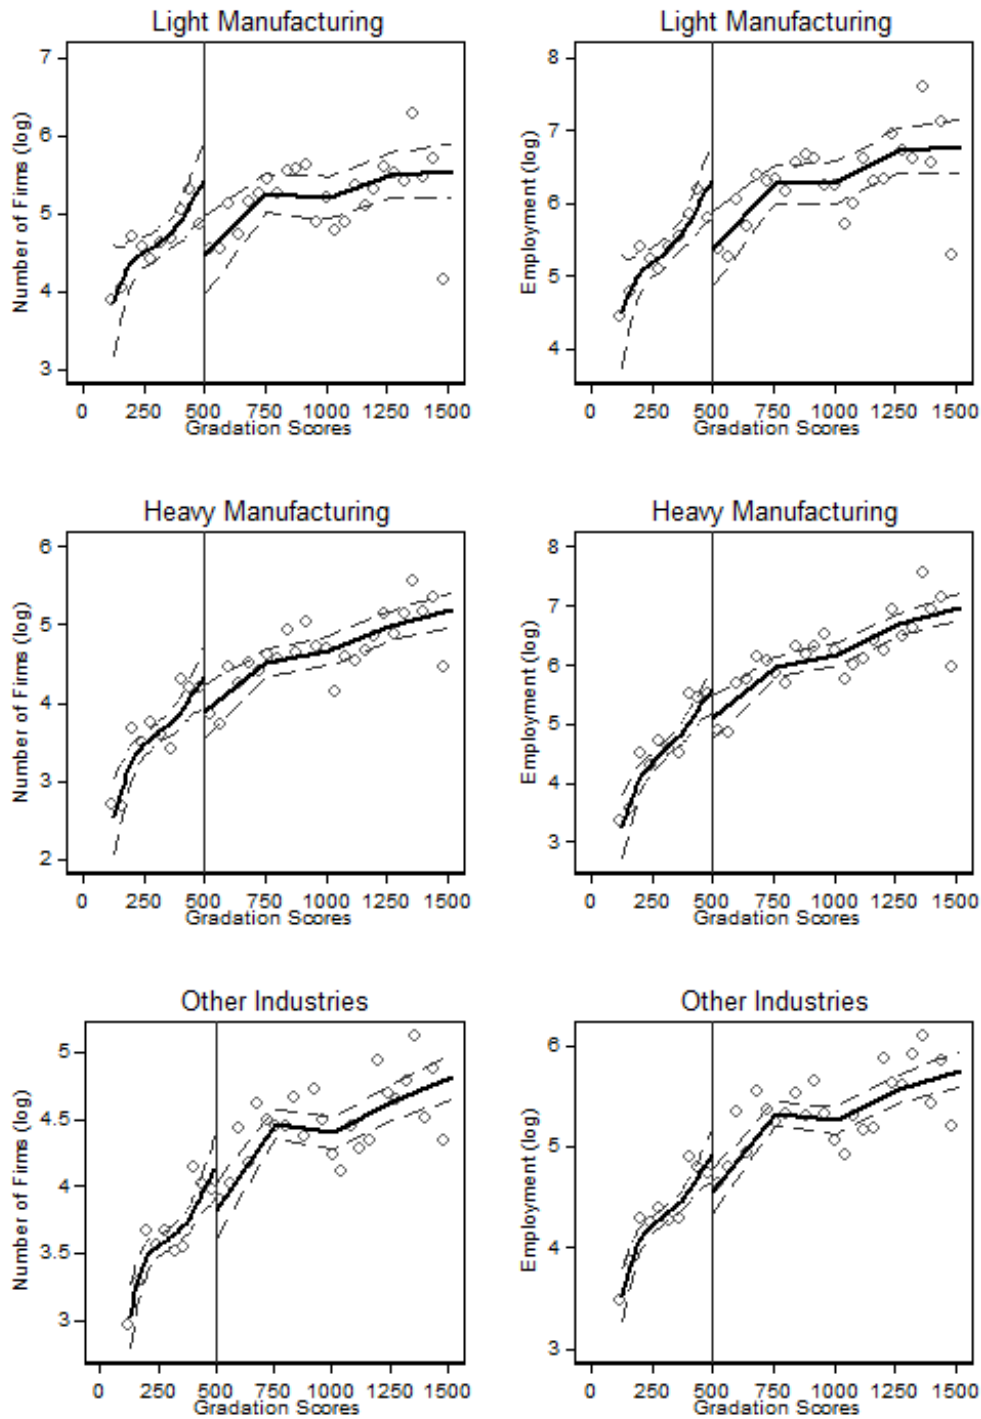 Light Manufacturing
Number of Firms (log)
7
6
5
4
3
0 250 500 750 1000 1250 1500
Gradation Scores
Light Manufacturing
Employment (log)
8
7
6
5
4
0 250 500 750 1000 1250 1500
Gradation Scores
Heavy Manufacturing
Number of Firms (log)
6
5
4
3
2
0 250 500 750 1000 1250 1500
Gradation Scores
Heavy Manufacturing
Employment (log)
8
7
6
5
4
3
0 250 500 750 1000 1250 1500
Gradation Scores
Other Industries
Number of Firms (log)
5
4.5
4
3.5
3
0 250 500 750 1000 1250 1500
Gradation Scores
Other Industries
Employment (log)
6
5
4
3
0 250 500 750 1000 1250 1500
Gradation Scores